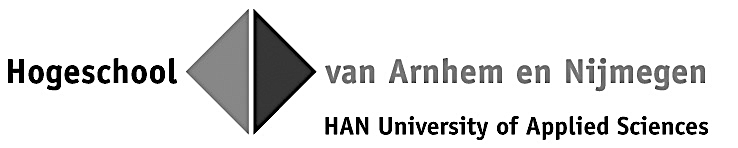 Hogeschool van Arnhem en Nijmegen
HAN University of Applied Sciences